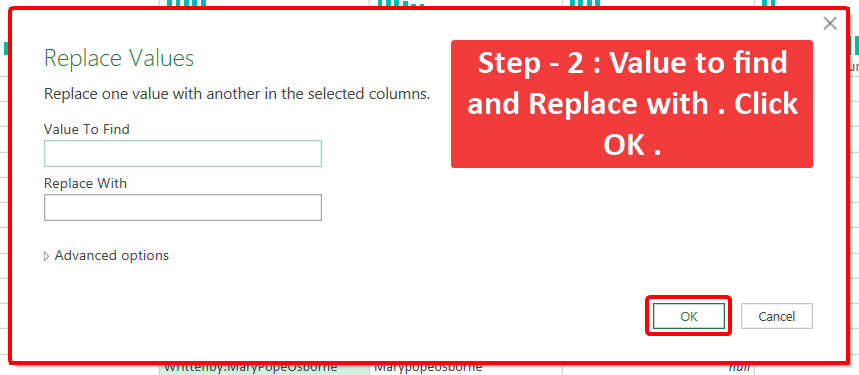 Replace Values
Step - 2 : Value to find
and Replace with . Click
OK .
Replace one value with another in the selected columns.
Value To Find
Replace With
Advanced options
OK
Cancel
Writtenby:MaryPopeOsborne
Marypopeosborne
null